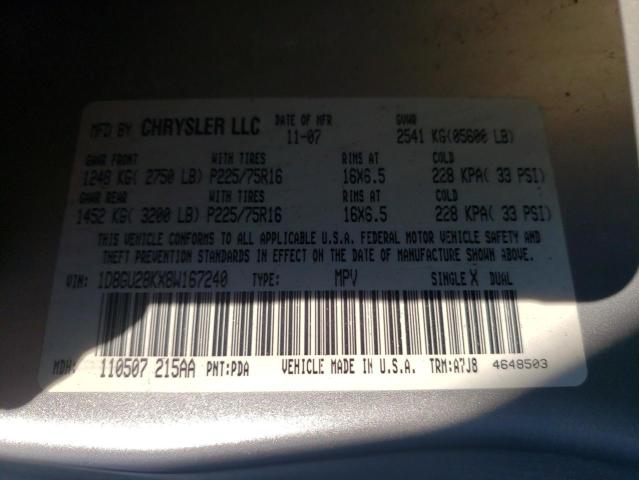 MFD BY CHRYSLER LLC DATE OF MFR 11-07 GVWR 2541 KG(05600 LB)
GAWR FRONT WITH TIRES RIMS AT COLD
1248 KG( 2750 LB) P225/75R16 16X6.5 228 KPA( 33 PSI)
GAWR REAR WITH TIRES RIMS AT COLD
1452 KG( 3200 LB) P225/75R16 16X6.5 228 KPA( 33 PSI)
THIS VEHICLE CONFORMS TO ALL APPLICABLE U.S.A. FEDERAL MOTOR VEHICLE SAFETY AND
THEFT PREVENTION STANDARDS IN EFFECT ON THE DATE OF MANUFACTURE SHOWN ABOVE.
VIN: 1D8GU28KX8W167240 TYPE: MPV SINGLE X DUAL
MDH: 110507 215AA PNT:PDA VEHICLE MADE IN U.S.A. TRM:A7J8 4648503